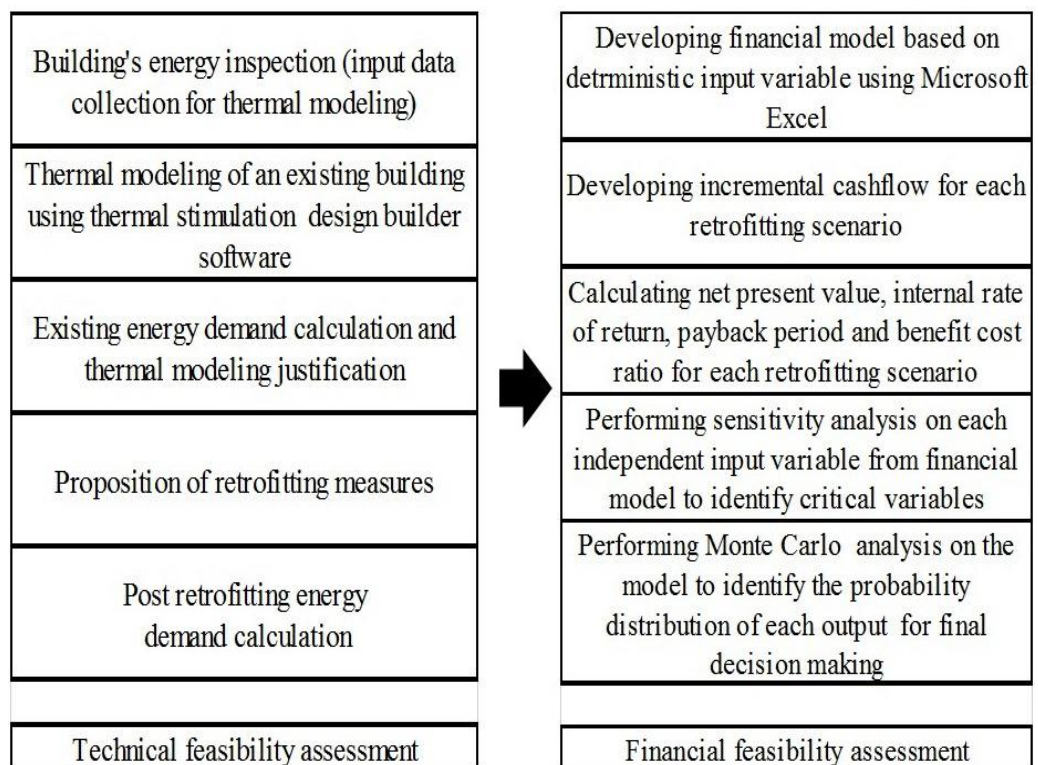 Building's energy inspection (input data
collection for thermal modeling)
Thermal modeling of an existing building
using thermal stimulation design builder
software
Existing energy demand calculation and
thermal modeling justification
Proposition of retrofitting measures
Post retrofitting energy
demand calculation
Technical feasibility assessment
Developing financial model based on
detrministic input variable using Microsoft
Excel
Developing incremental cashflow for each
retrofitting scenario
Calculating net present value, internal rate
of return, payback period and benefit cost
ratio for each retrofitting scenario
Performing sensitivity analysis on each
independent input variable from financial
model to identify critical variables
Performing Monte Carlo analysis on the
model to identify the probability
distribution of each output for final
decision making
Financial feasibility assessment